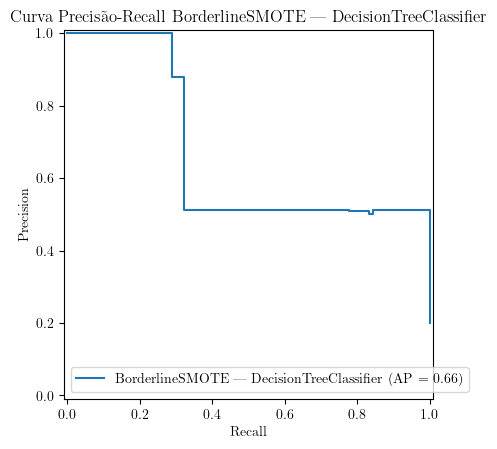 Curva Precisão-Recall BorderlineSMOTE — DecisionTreeClassifier
1.0
0.8
0.6
0.4
0.2
0.0
Precision
BorderlineSMOTE — DecisionTreeClassifier (AP = 0.66)
0.0 0.2 0.4 0.6 0.8 1.0
Recall